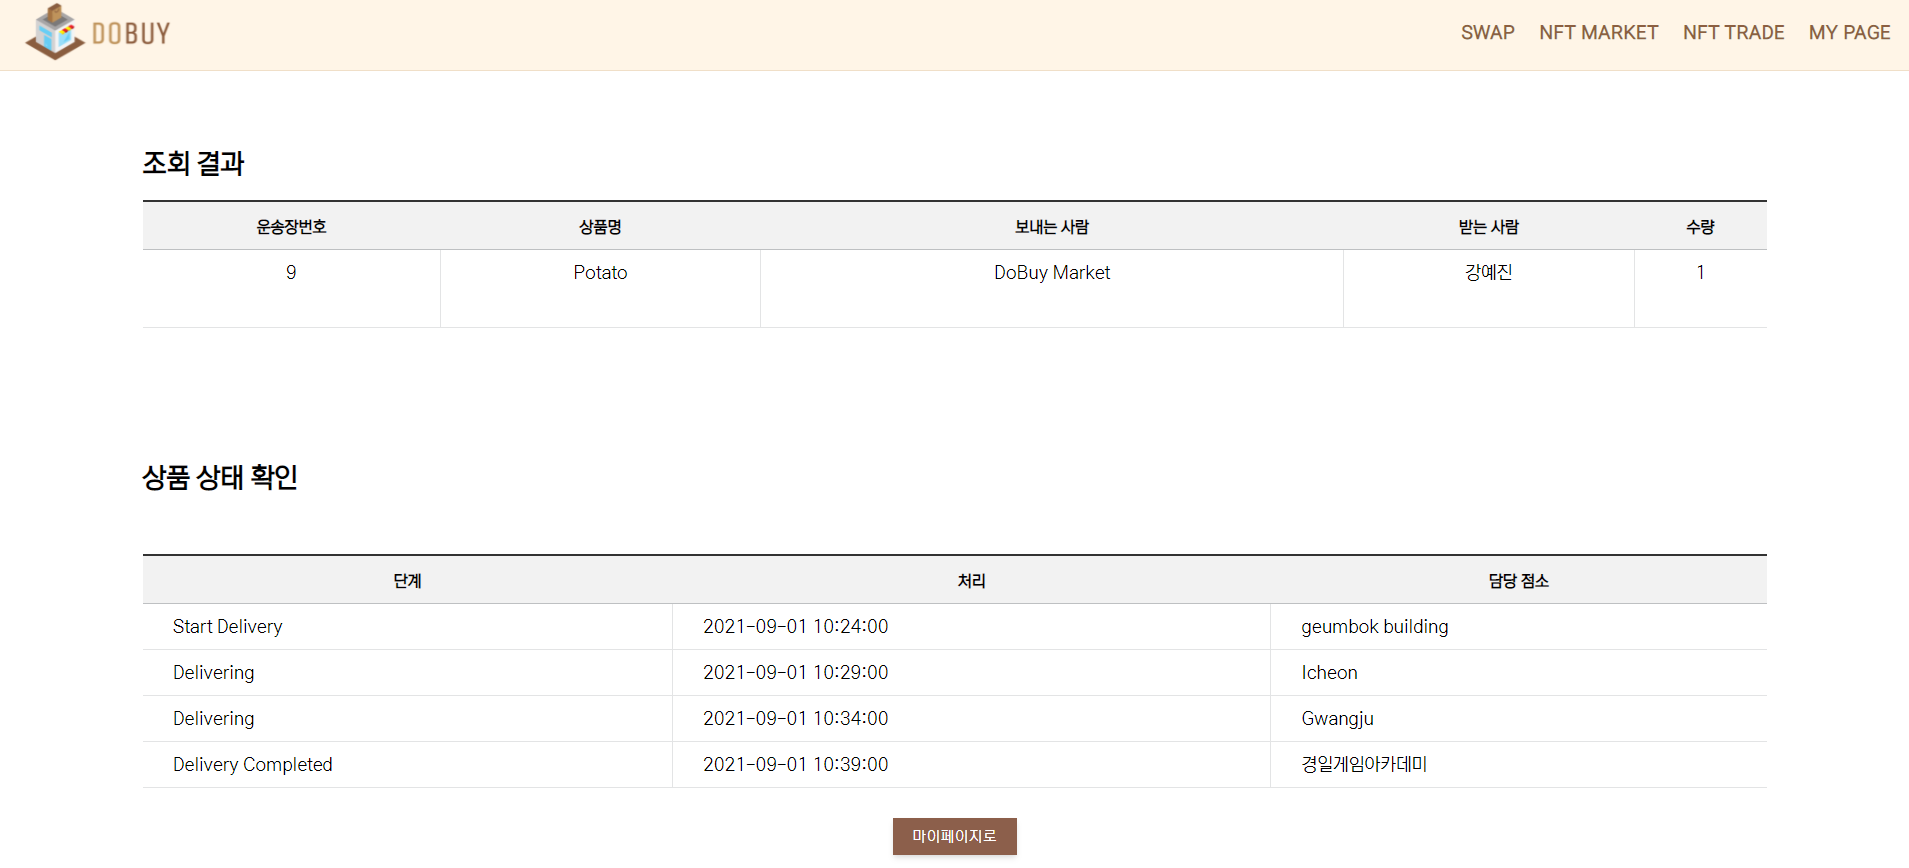 DOBUY SWAP NFT MARKET NFT TRADE MY PAGE
조회 결과
운송장번호 상품명 보내는 사람 받는 사람 수량
9 Potato DoBuy Market 강예진 1
상품 상태 확인
단계 처리 담당 점소
Start Delivery 2021-09-01 10:24:00 geumbok building
Delivering 2021-09-01 10:29:00 Icheon
Delivering 2021-09-01 10:34:00 Gwangju
Delivery Completed 2021-09-01 10:39:00 경일게임아카데미
마이페이지로